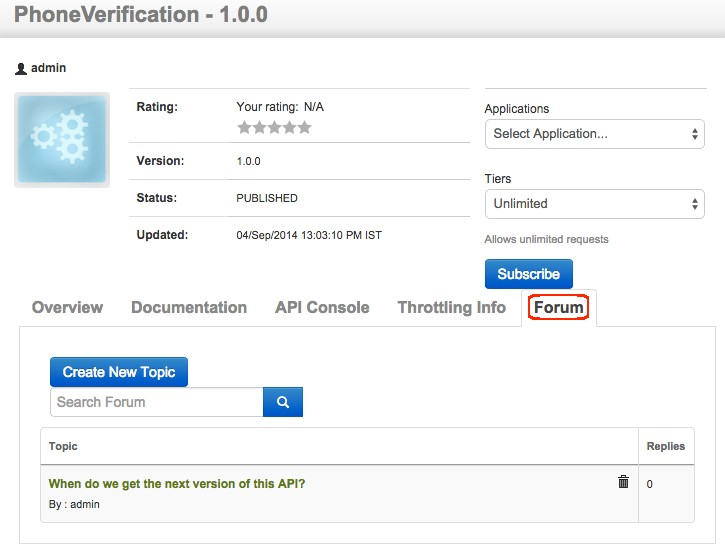 PhoneVerification - 1.0.0
admin
Rating: Your rating: N/A
Version: 1.0.0
Status: PUBLISHED
Updated: 04/Sep/2014 13:03:10 PM IST
Applications
Select Application...
Tiers
Unlimited
Allows unlimited requests
Subscribe
Overview Documentation API Console Throttling Info Forum
Create New Topic
Search Forum
Topic Replies
When do we get the next version of this API? 0
By : admin